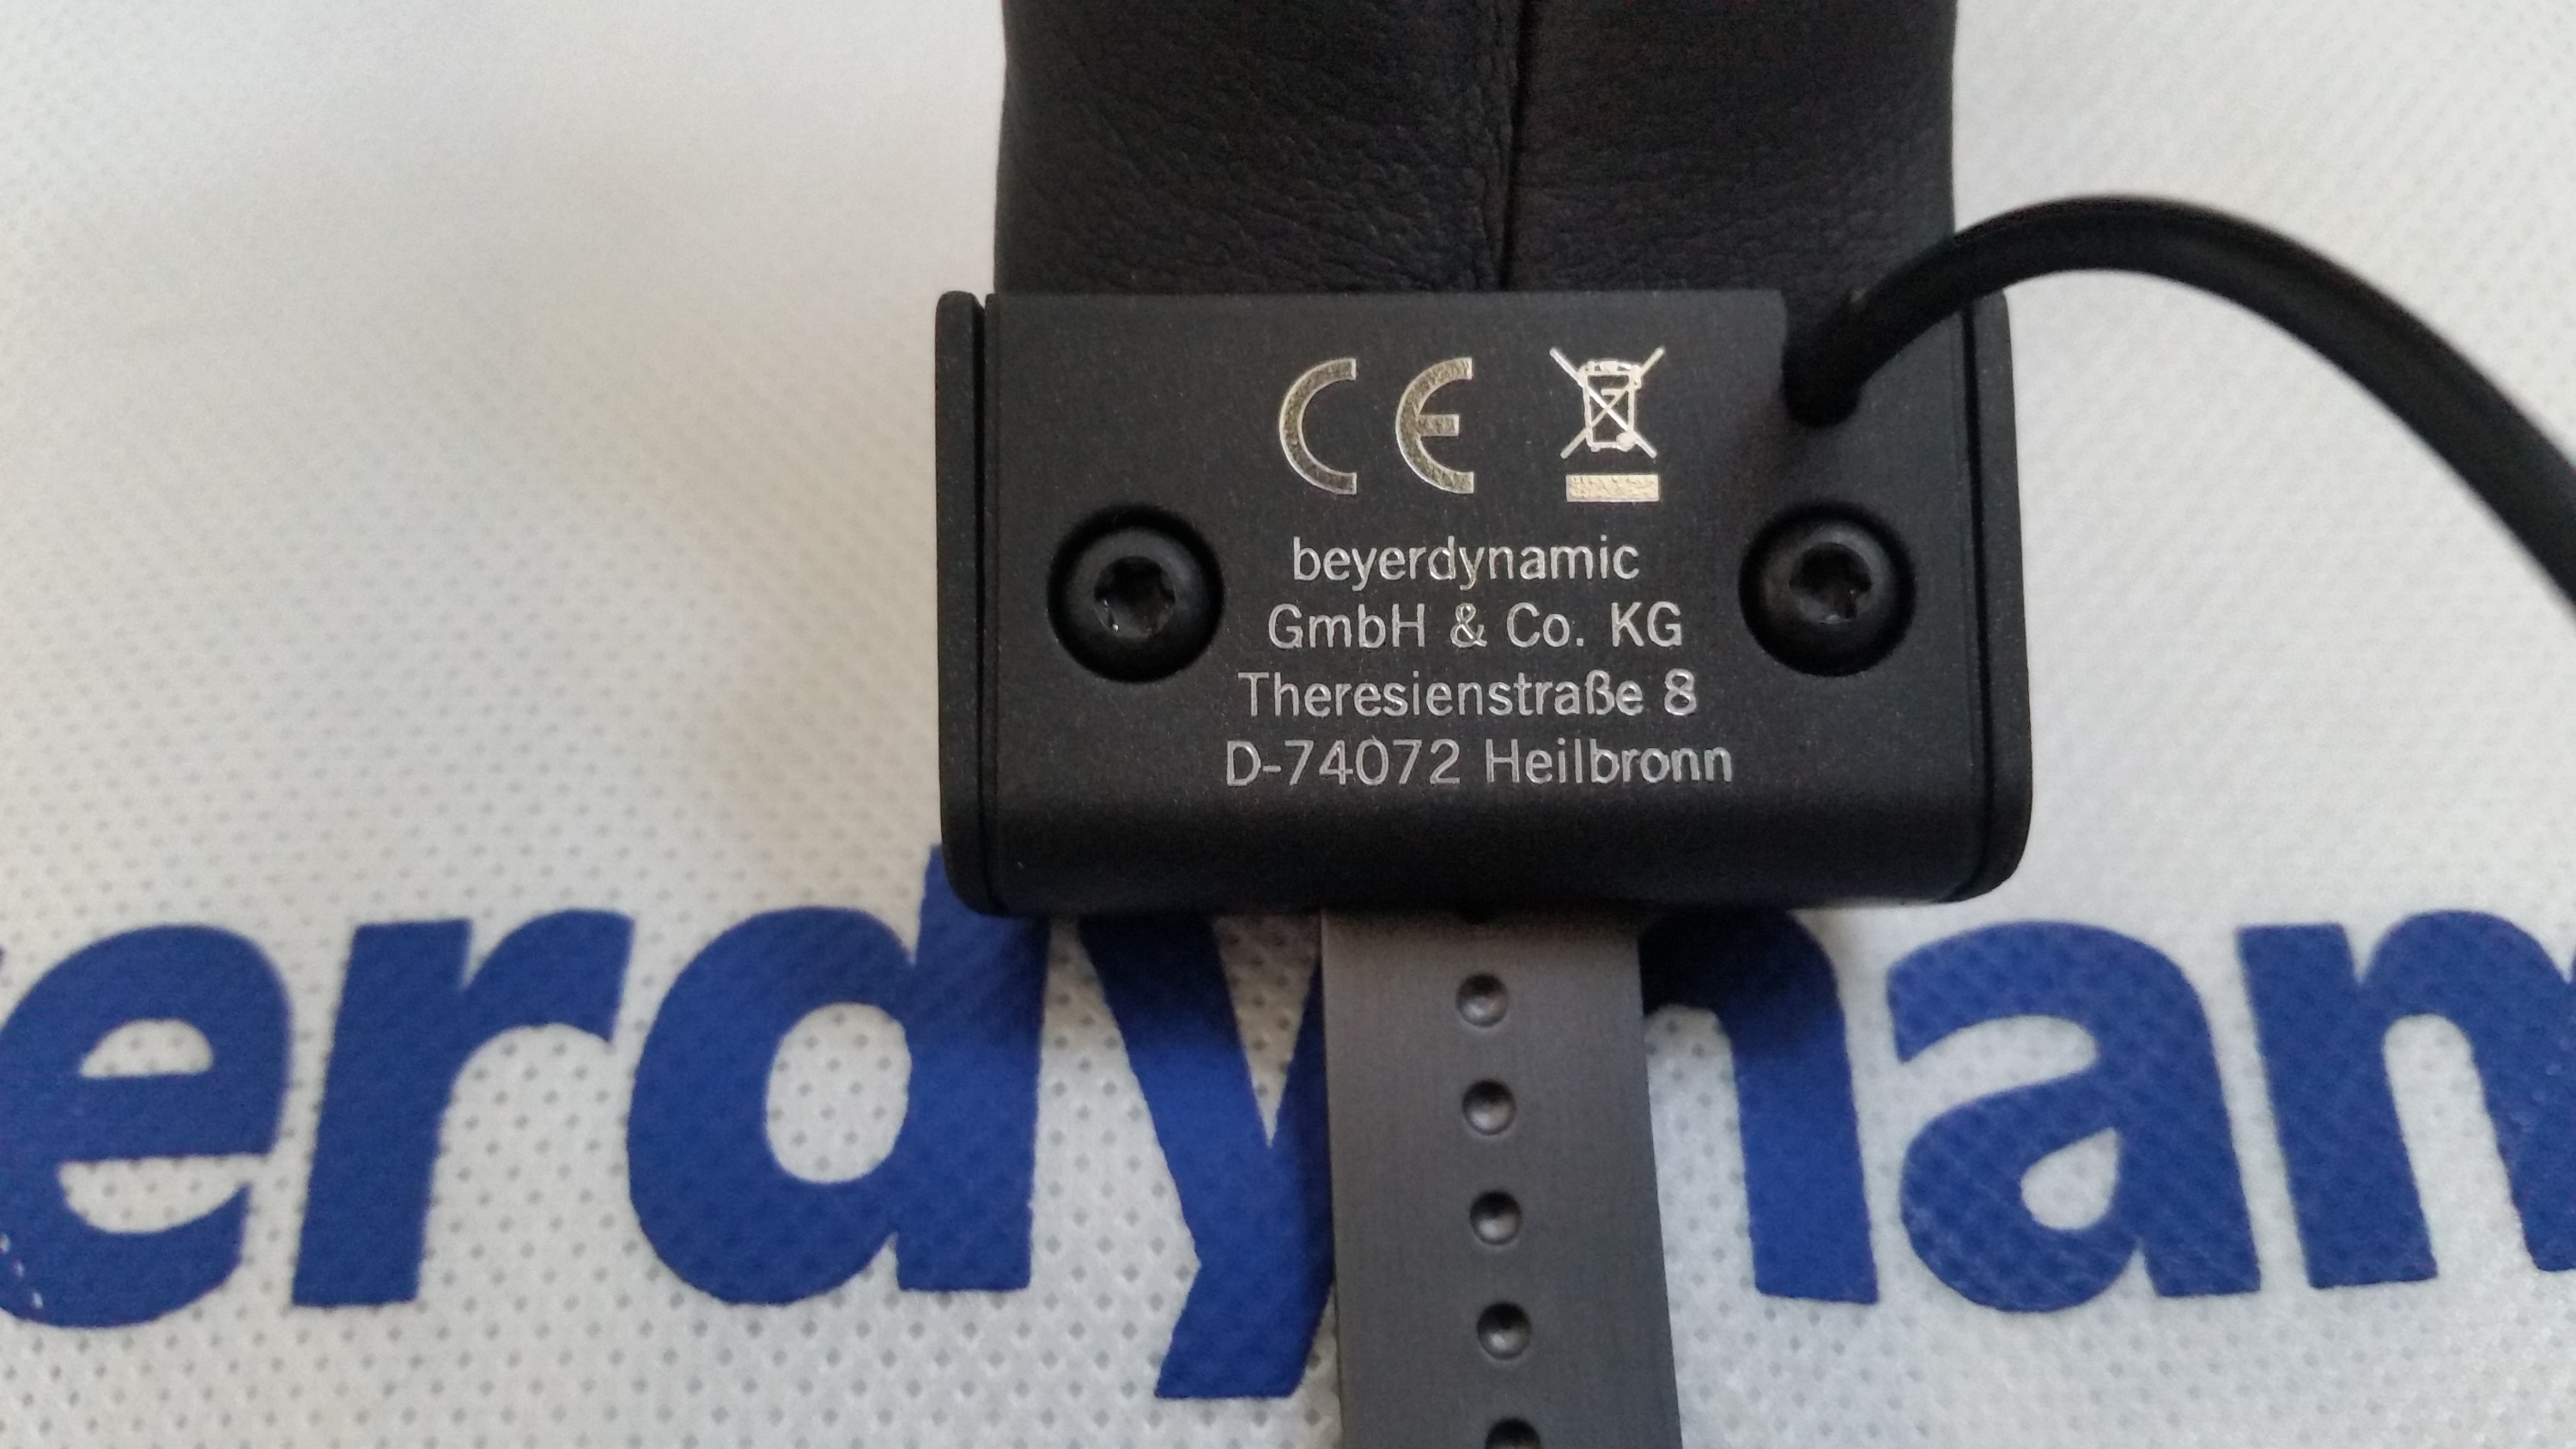 CE
beyerdynamic
GmbH & Co. KG
Theresienstraße 8
D-74072 Heilbronn
erdynam